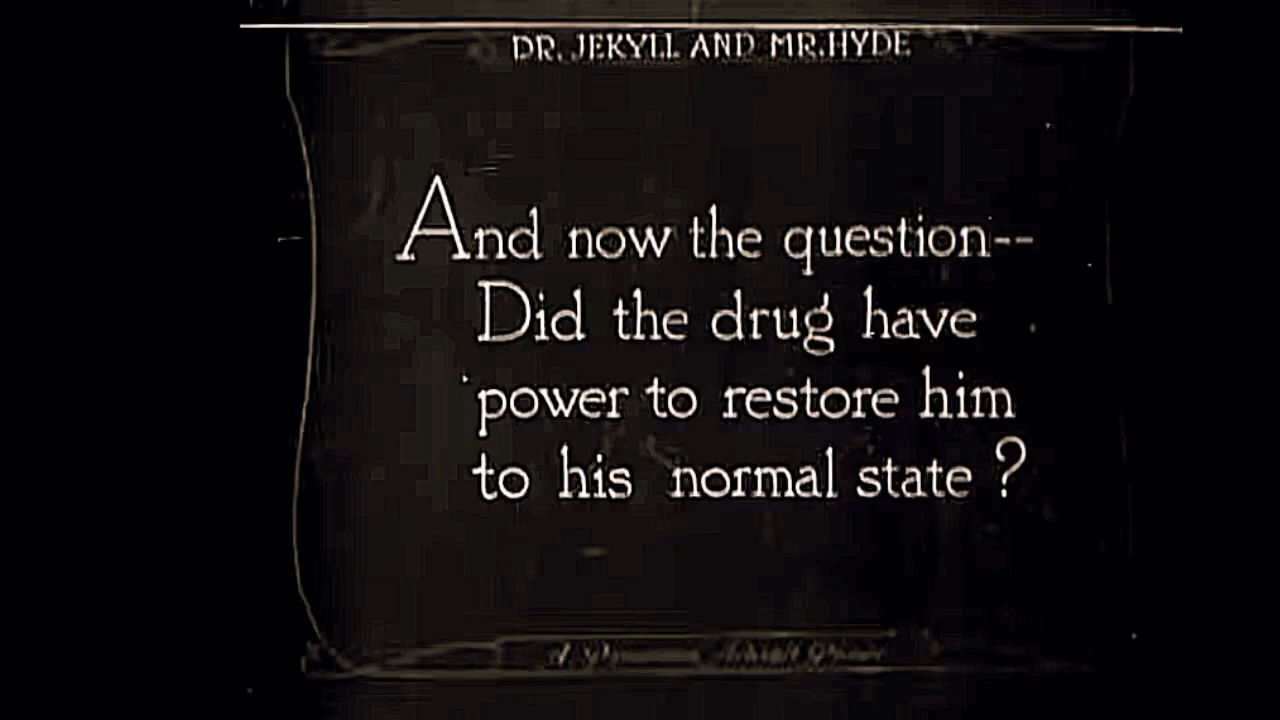 DR. JEKYLL AND MR. HYDE
And now the question--
Did the drug have
power to restore him
to his normal state ?